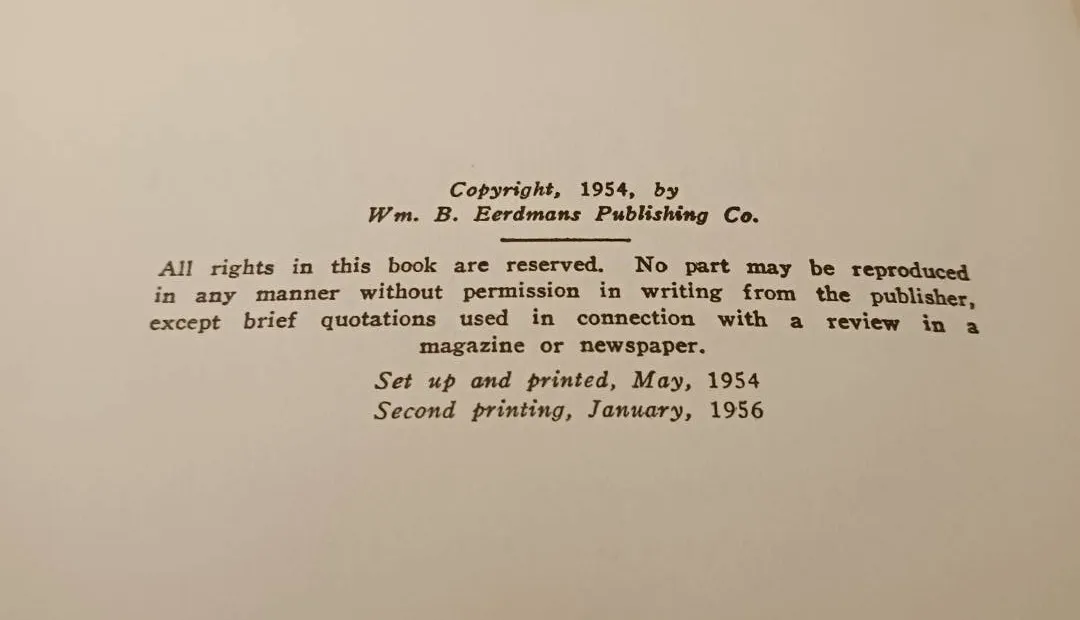 Copyright, 1954, by
Wm. B. Eerdmans Publishing Co.
All rights in this book are reserved. No part may be reproduced
in any manner without permission in writing from the publisher,
except brief quotations used in connection with a review in a
magazine or newspaper.
Set up and printed, May, 1954
Second printing, January, 1956